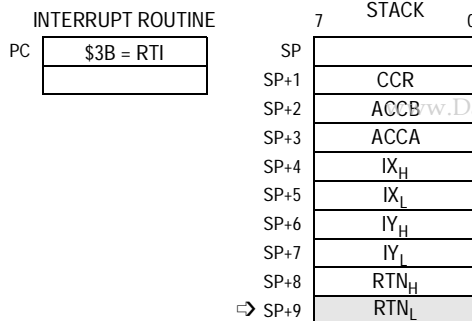 INTERRUPT ROUTINE
PC $3B = RTI
7 STACK 0
SP
SP+1 CCR
SP+2 ACCB
w.D
SP+3 ACCA
SP+4 IXH
SP+5 IXL
SP+6 IYH
SP+7 IYL
SP+8 RTNH
➩ SP+9 RTNL